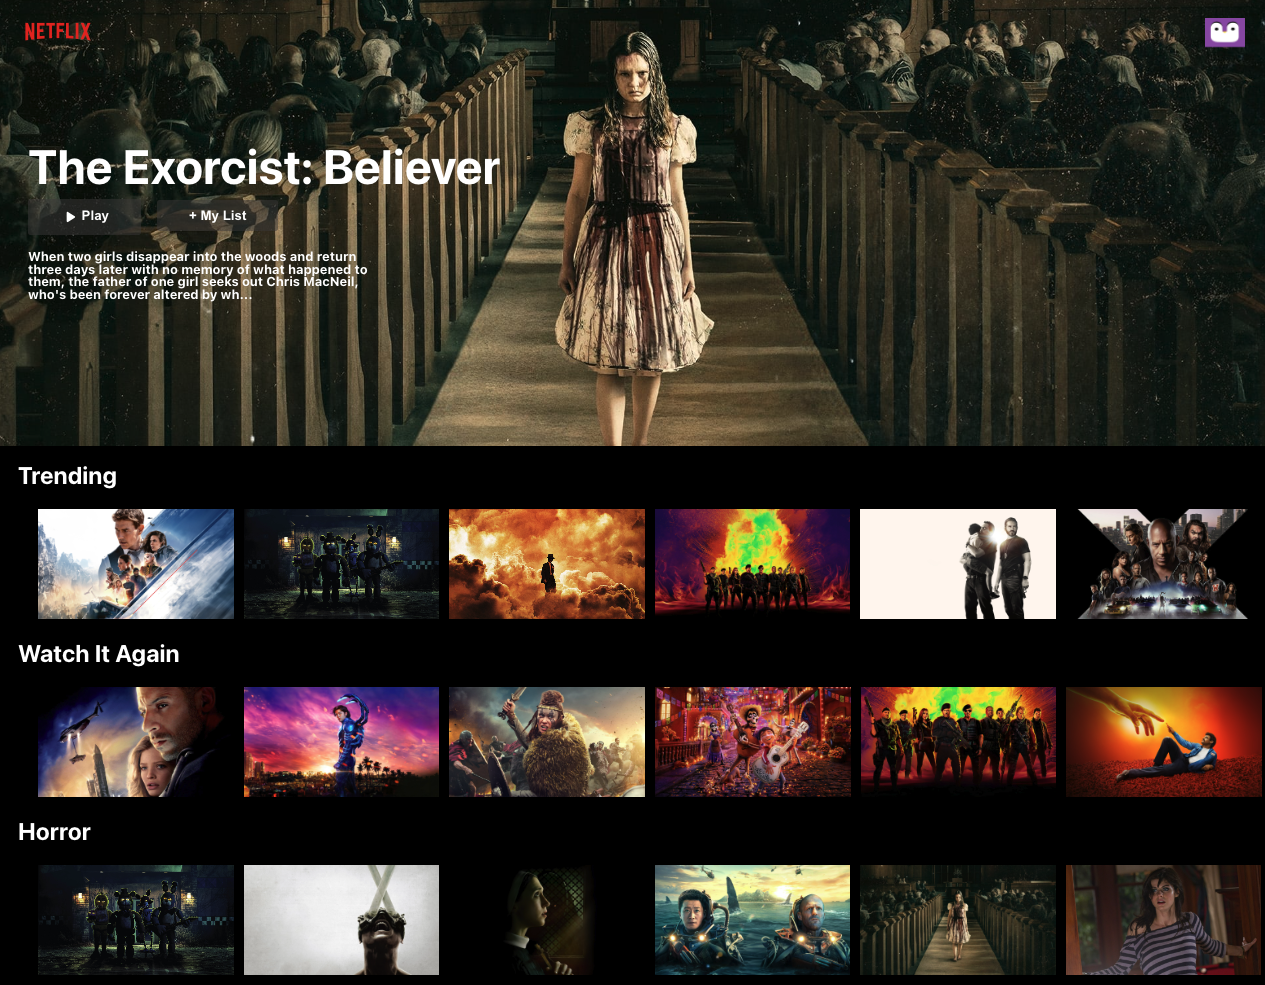 NETFLIX
The Exorcist: Believer
Play
+ My List
When two girls disappear into the woods and return
three days later with no memory of what happened to
them, the father of one girl seeks out Chris MacNeil,
who's been forever altered by wh...
Trending
Watch It Again
Horror